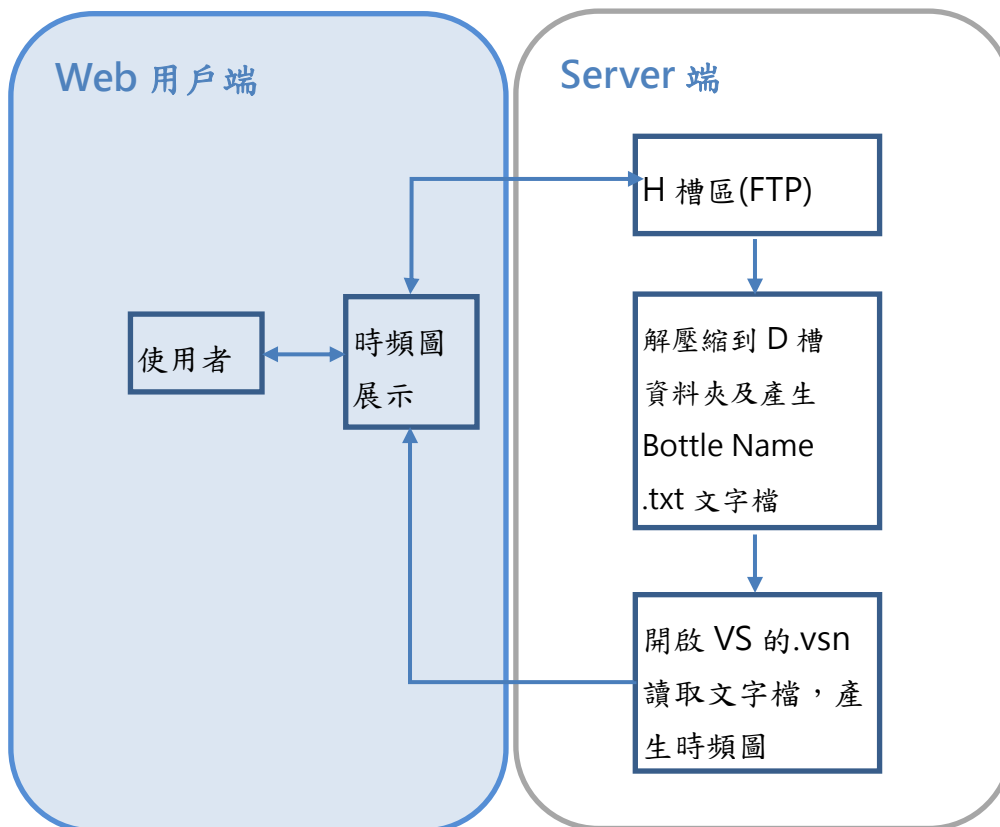 Web 用戶端
使用者
時頻圖
展示
Server 端
H 槽區(FTP)
解壓縮到 D 槽
資料夾及產生
Bottle Name
.txt 文字檔
開啟 VS 的.vsn
讀取文字檔，產
生時頻圖